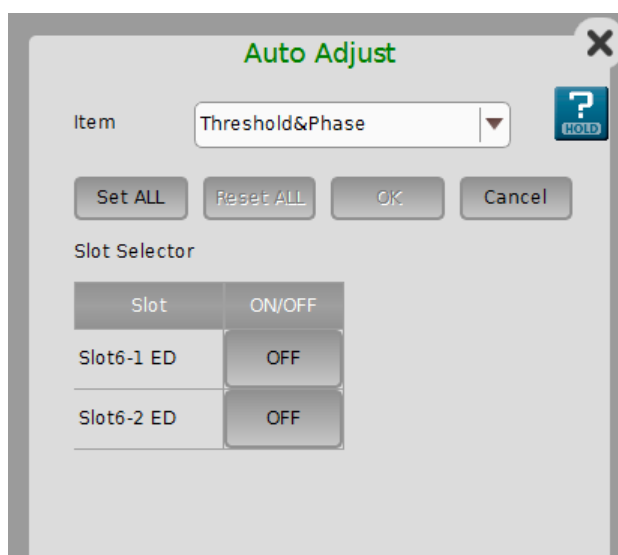 Auto Adjust
Item
Threshold&Phase
?
HOLD
Set ALL
Reset ALL
OK
Cancel
Slot Selector
Slot ON/OFF
Slot6-1 ED OFF
Slot6-2 ED OFF